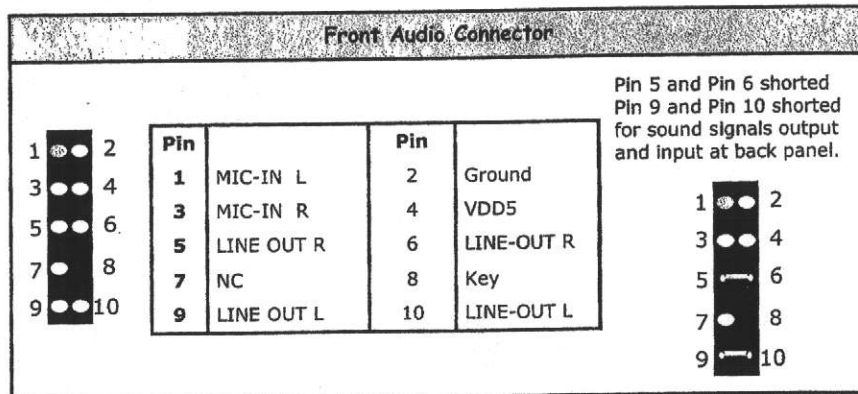 Front Audio Connector
Pin 5 and Pin 6 shorted
Pin 9 and Pin 10 shorted
for sound signals output
and input at back panel.
1 2
3 4
5 6
7 8
9 10
Pin Pin
1 MIC-IN L 2 Ground
3 MIC-IN R 4 VDD5
5 LINE OUT R 6 LINE-OUT R
7 NC 8 Key
9 LINE OUT L 10 LINE-OUT L
1 2
3 4
5 6
7 8
9 10